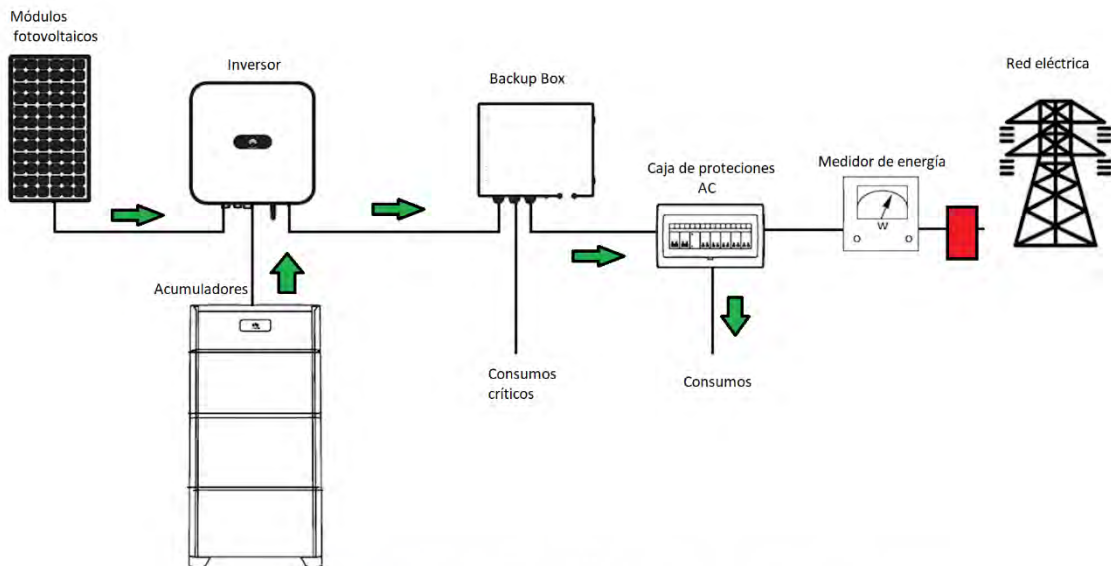 Módulos
fotovoltaicos
Inversor
Backup Box
Red eléctrica
Caja de proteciones
AC
Medidor de energía
W
Acumuladores
Consumos
críticos
Consumos